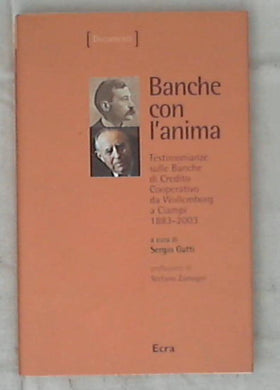 [ Documenti ]
Banche
con
l'anima
Testimonianze
sulle Banche
di Credito
Cooperativo
da Wollemborg
a Ciampi
1883-2003
a cura di
Sergio Gatti
prefazione di
Stefano Zamagni
Ecra